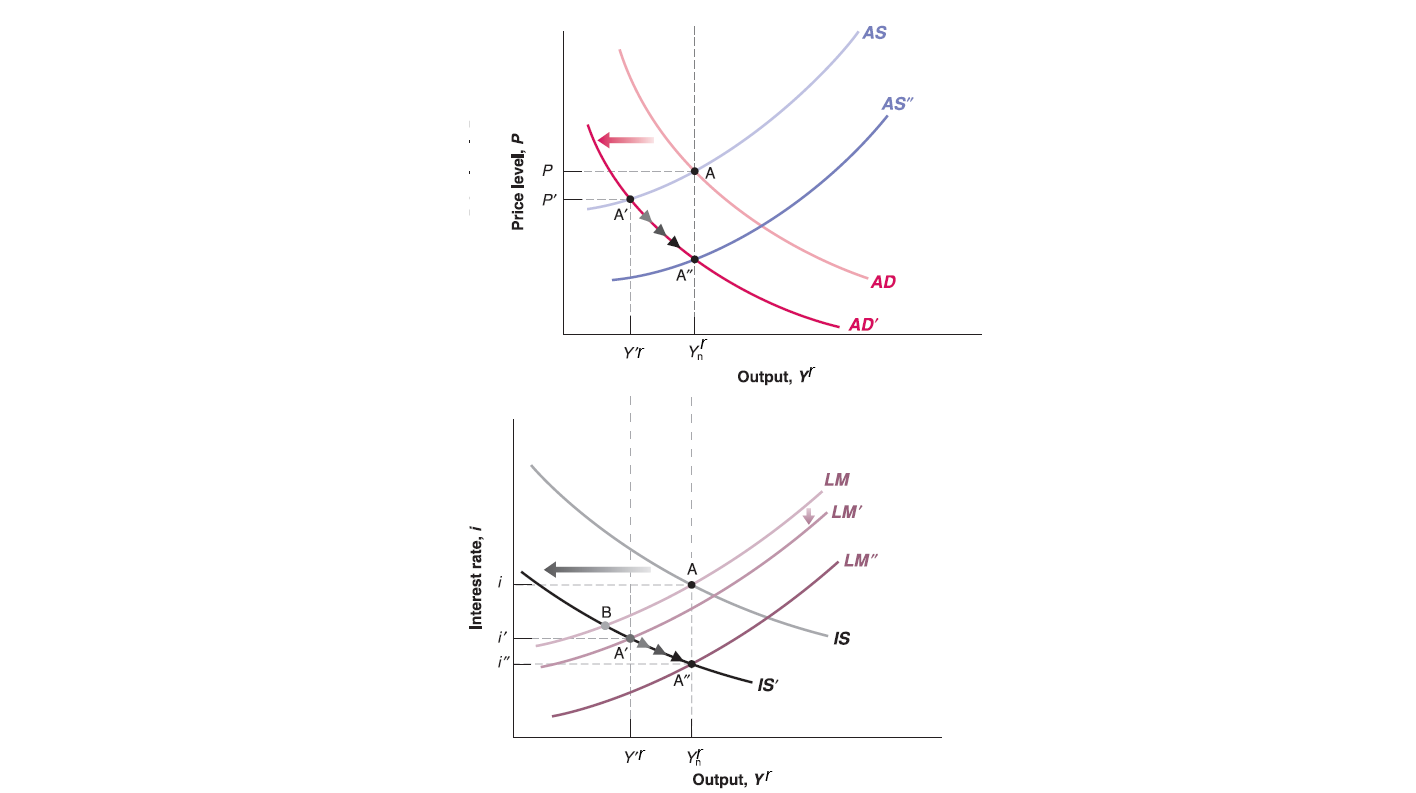 AS
AS″
Price level, P
P
A
P′
A′
A″
AD
AD′
Y′r
Ynr
Output, Yr
LM
LM′
LM″
Interest rate, i
A
i
B
i′
A′
IS
i″
A″
IS′
Y′r
Ynr
Output, Yr